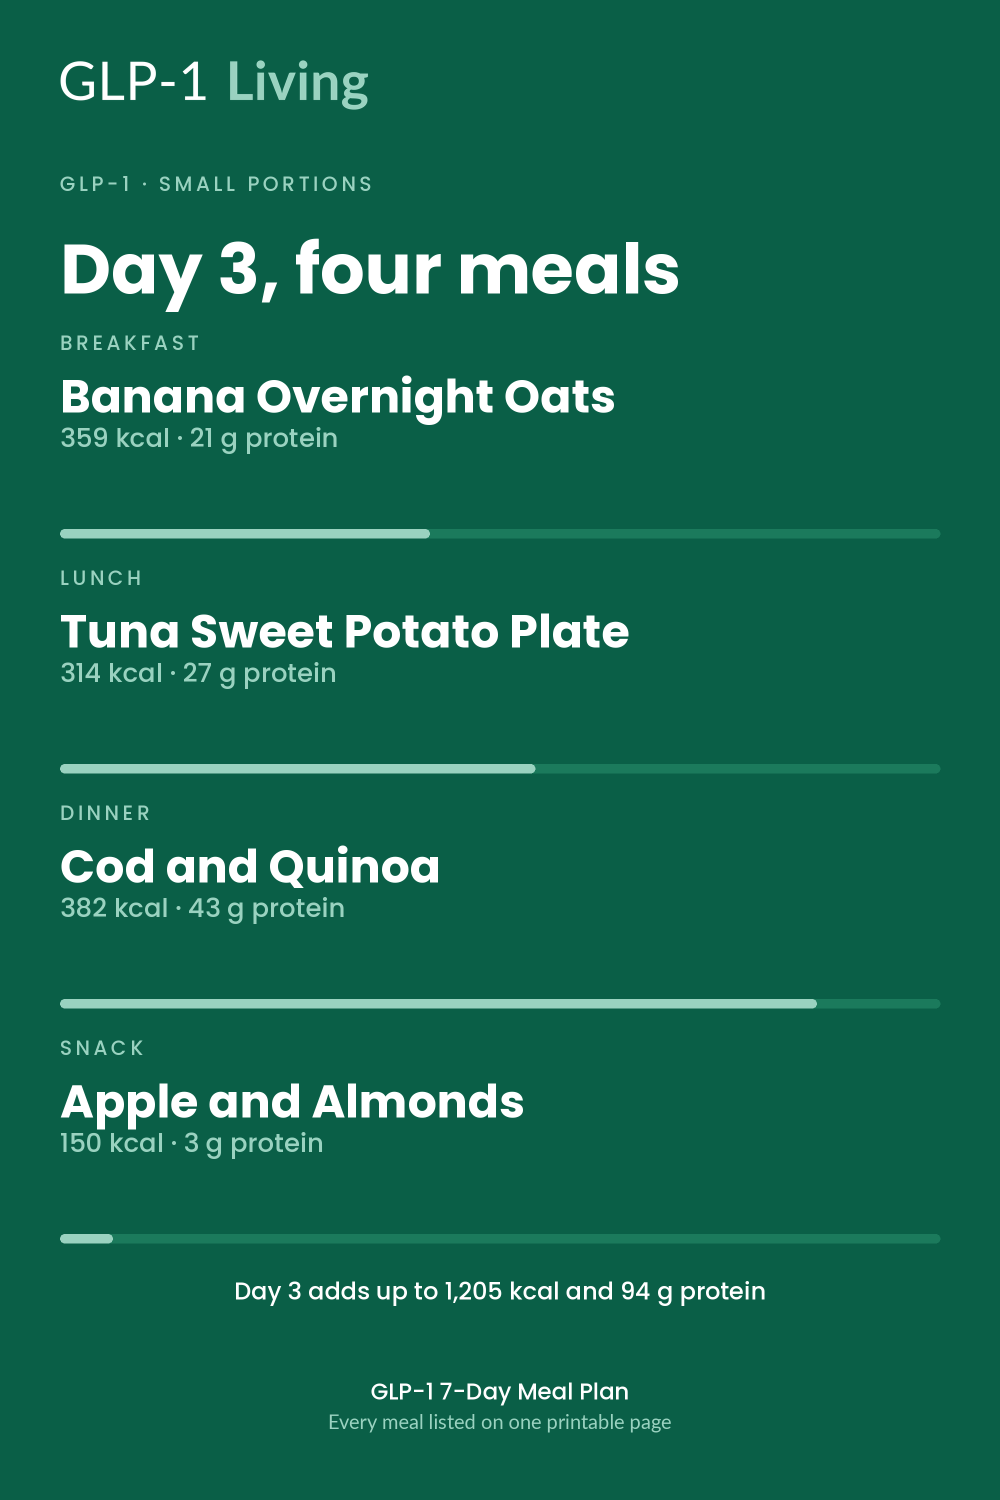 GLP-1 Living
GLP-1 · SMALL PORTIONS
Day 3, four meals
BREAKFAST
Banana Overnight Oats
359 kcal · 21 g protein
LUNCH
Tuna Sweet Potato Plate
314 kcal · 27 g protein
DINNER
Cod and Quinoa
382 kcal · 43 g protein
SNACK
Apple and Almonds
150 kcal · 3 g protein
Day 3 adds up to 1,205 kcal and 94 g protein
GLP-1 7-Day Meal Plan
Every meal listed on one printable page